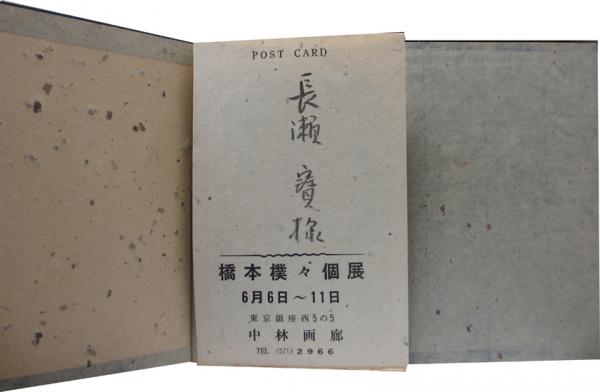 POST CARD
長瀬寳様
橋本樸々個展
6月6日〜11日
東京銀座西5の5
中林画廊
TEL (571) 2966